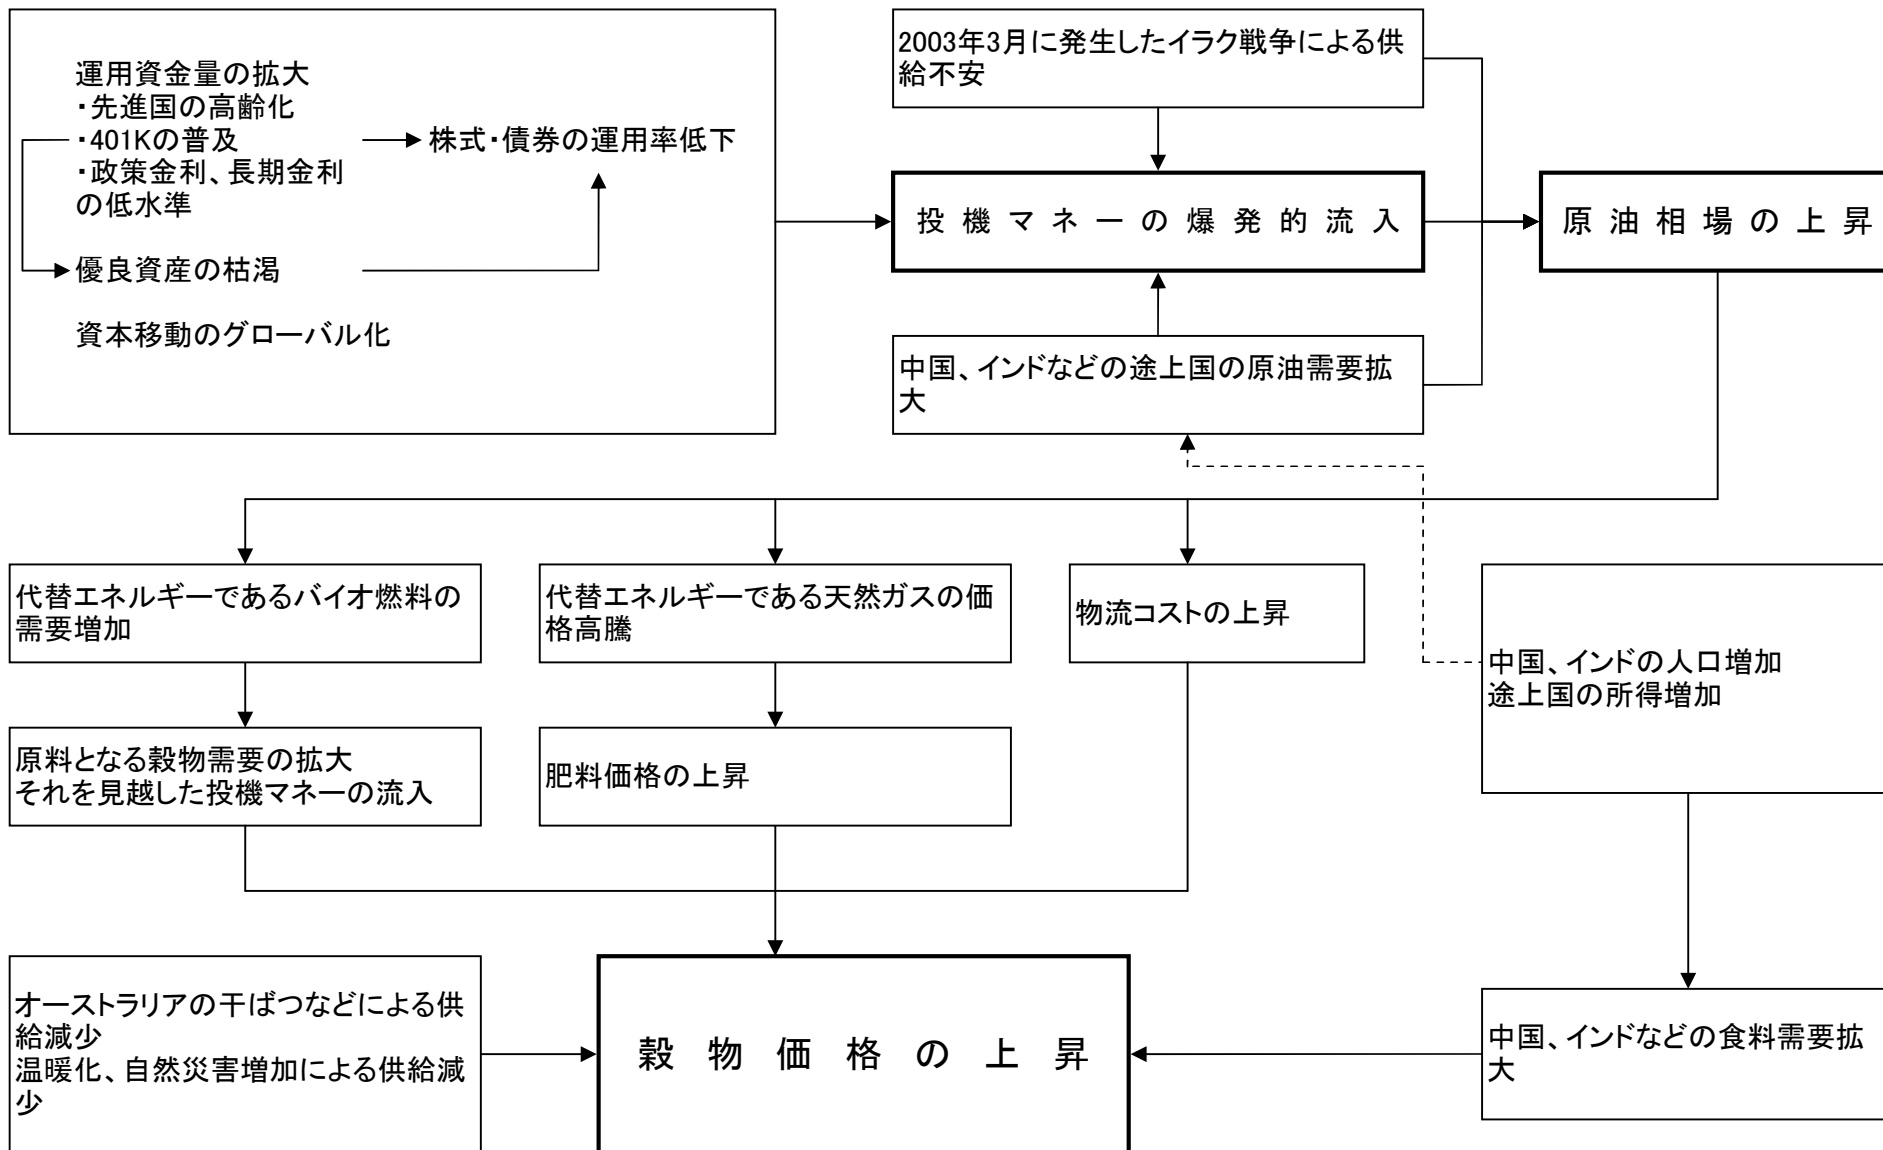 運用資金量の拡大
・先進国の高齢化
・401Kの普及
・政策金利、長期金利
の低水準
株式・債券の運用率低下
優良資産の枯渇
資本移動のグローバル化
2003年3月に発生したイラク戦争による供
給不安
投機マネーの爆発的流入
原油相場の上昇
中国、インドなどの途上国の原油需要拡
大
代替エネルギーであるバイオ燃料の
需要増加
代替エネルギーである天然ガスの価
格高騰
物流コストの上昇
中国、インドの人口増加
途上国の所得増加
原料となる穀物需要の拡大
それを見越した投機マネーの流入
肥料価格の上昇
オーストラリアの干ばつなどによる供
給減少
温暖化、自然災害増加による供給減
少
穀物価格の上昇
中国、インドなどの食料需要拡
大